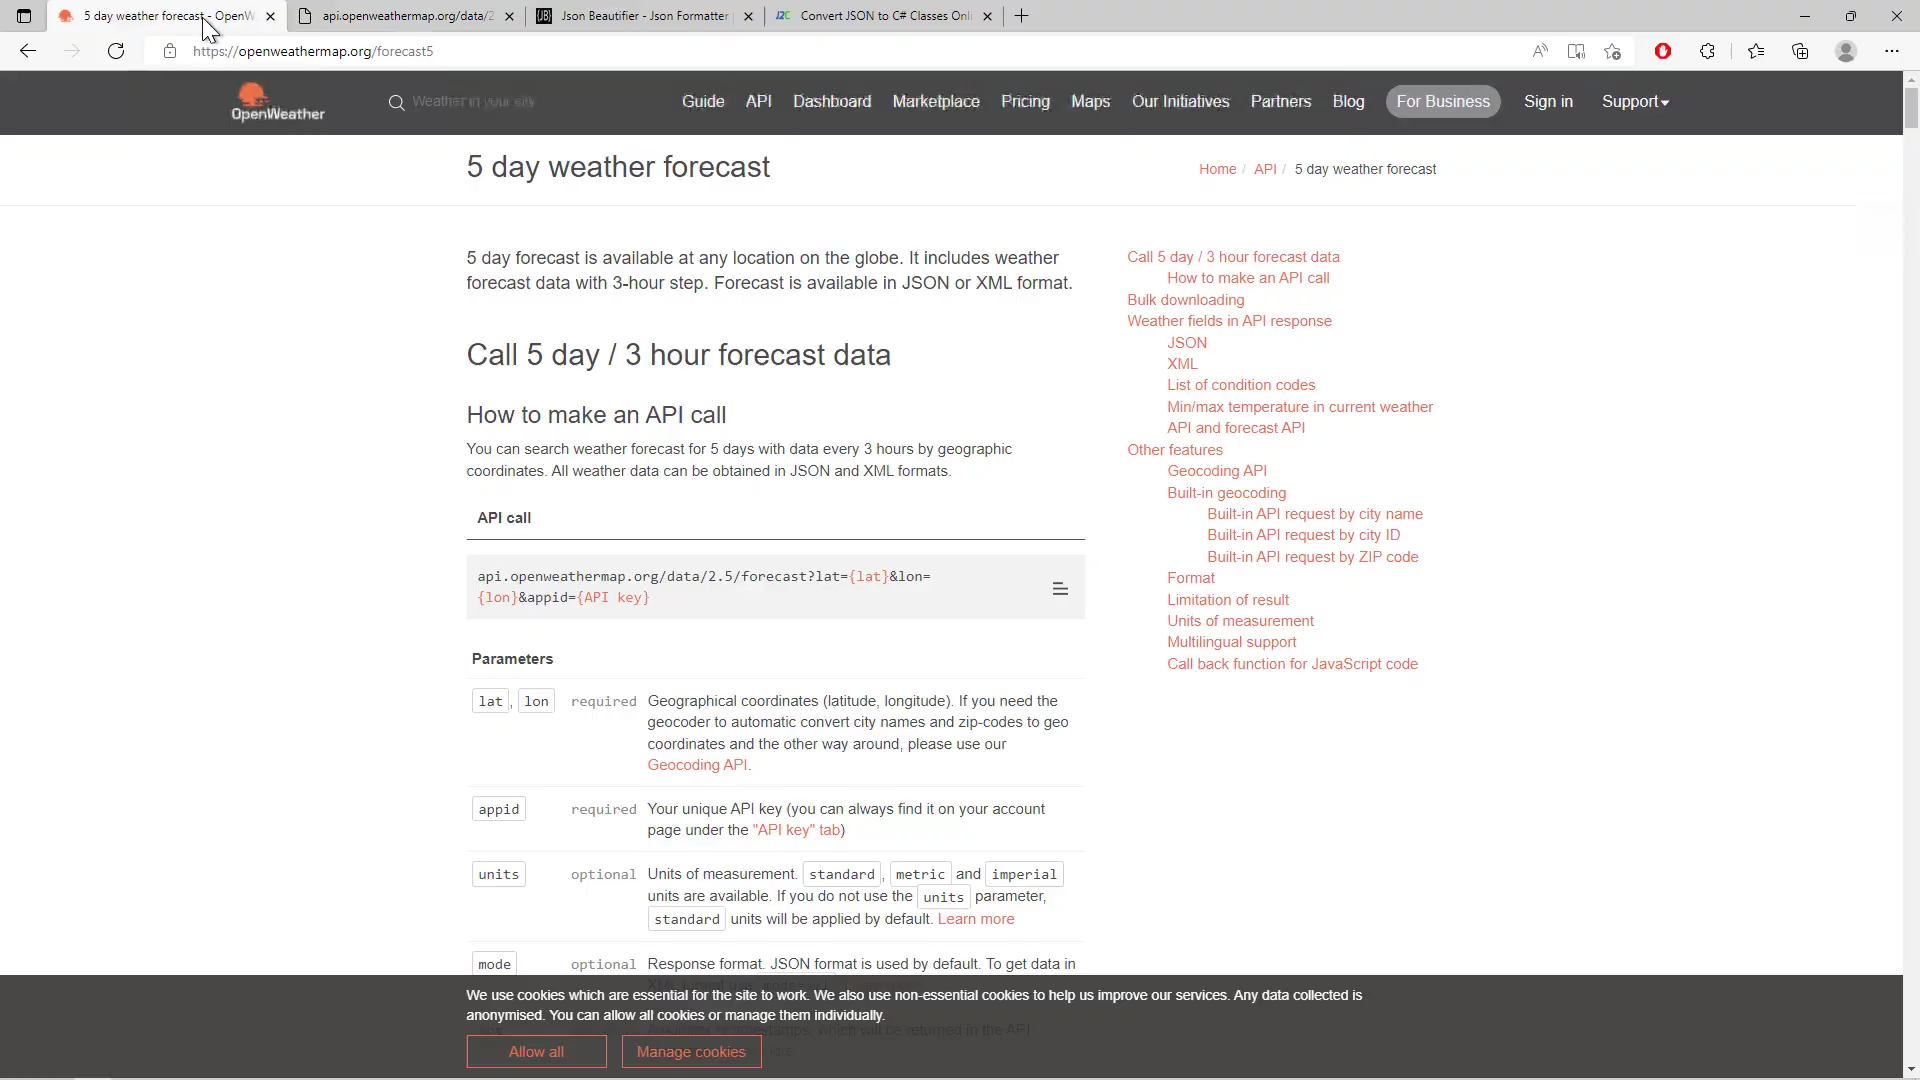 5 day weather forecast - OpenW
api.openweathermap.org/data/2
Json Beautifier - Json Formatter
Convert JSON to C# Classes Onli
https://openweathermap.org/forecast5
OpenWeather
Weather in your city
Guide
API
Dashboard
Marketplace
Pricing
Maps
Our Initiatives
Partners
Blog
For Business
Sign in
Support
5 day weather forecast
Home / API / 5 day weather forecast
5 day forecast is available at any location on the globe. It includes weather
forecast data with 3-hour step. Forecast is available in JSON or XML format.
Call 5 day / 3 hour forecast data
How to make an API call
You can search weather forecast for 5 days with data every 3 hours by geographic
coordinates. All weather data can be obtained in JSON and XML formats.
API call
api.openweathermap.org/data/2.5/forecast?lat={lat}&lon=
{lon}&appid={API key}
Parameters
lat, lon required Geographical coordinates (latitude, longitude). If you need the
geocoder to automatic convert city names and zip-codes to geo
coordinates and the other way around, please use our
Geocoding API.
appid required Your unique API key (you can always find it on your account
page under the "API key" tab)
units optional Units of measurement. standard, metric and imperial
units are available. If you do not use the units parameter,
standard units will be applied by default. Learn more
mode optional Response format. JSON format is used by default. To get data in
Call 5 day / 3 hour forecast data
How to make an API call
Bulk downloading
Weather fields in API response
JSON
XML
List of condition codes
Min/max temperature in current weather
API and forecast API
Other features
Geocoding API
Built-in geocoding
Built-in API request by city name
Built-in API request by city ID
Built-in API request by ZIP code
Format
Limitation of result
Units of measurement
Multilingual support
Call back function for JavaScript code
We use cookies which are essential for the site to work. We also use non-essential cookies to help us improve our services. Any data collected is
anonymised. You can allow all cookies or manage them individually.
Allow all
Manage cookies